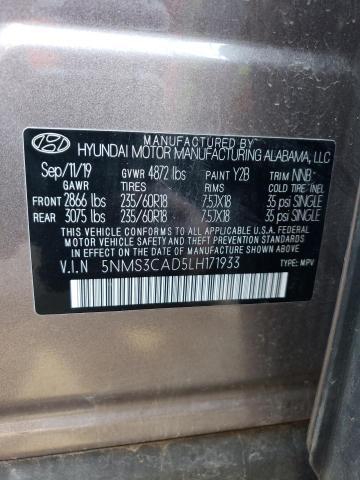 HYUNDAI MOTOR MANUFACTURING ALABAMA, LLC
Sep/11/19 GVWR 4872 lbs PAINT Y2B TRIM NNB
GAWR TIRES RIMS COLD TIRE/INFL
FRONT 2866 lbs 235/60R18 7.5JX18 35 psi SINGLE
REAR 3075 lbs 235/60R18 7.5JX18 35 psi SINGLE
THIS VEHICLE CONFORMS TO ALL APPLICABLE U.S.A. FEDERAL MOTOR
VEHICLE SAFETY AND THEFT PREVENTION STANDARDS IN EFFECT ON
THE DATE OF MANUFACTURE SHOWN ABOVE.
V.I.N 5NMS3CAD5LH171933
TYPE: MPV